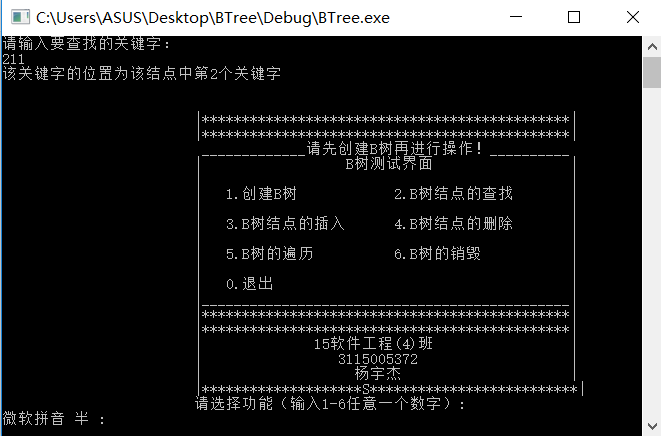 C:\Users\ASUS\Desktop\BTree\Debug\BTree.exe
请输入要查找的关键字:
211
该关键字的位置为该结点中第2个关键字
|**********************************************|
|**********************************************|
_____________请先创建B树再进行操作!__________
B树测试界面
1.创建B树 2.B树结点的查找
3.B树结点的插入 4.B树结点的删除
5.B树的遍历 6.B树的销毁
0.退出
|______________________________________________|
|**********************************************|
|**********************************************|
15软件工程(4)班
3115005372
杨宇杰
|********************S**************************|
请选择功能(输入1-6任意一个数字):
微软拼音 半 :